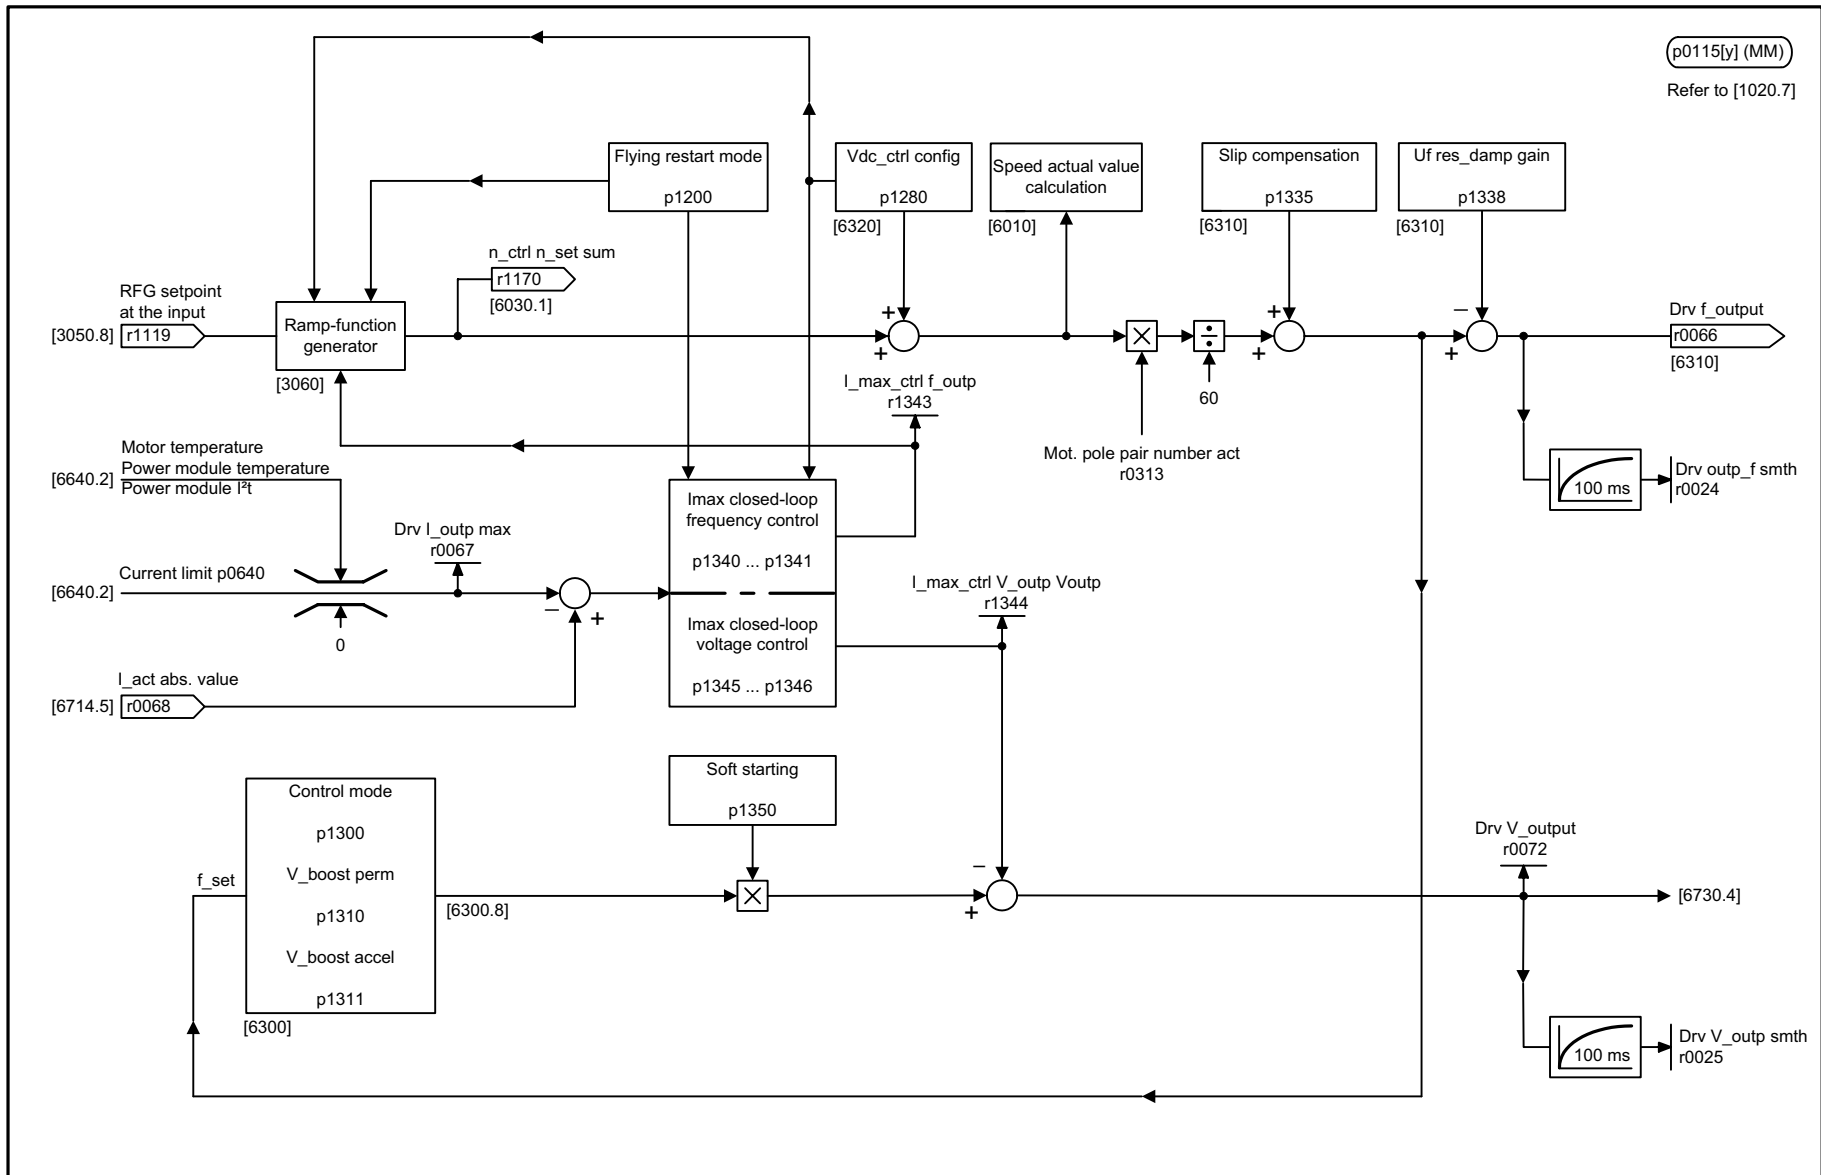 p0115[y] (MM)
Refer to [1020.7]
Flying restart mode
p1200
Vdc_ctrl config
p1280
[6320]
Speed actual value
calculation
[6010]
Slip compensation
p1335
[6310]
Uf res_damp gain
p1338
[6310]
n_ctrl n_set sum
r1170
[6030.1]
RFG setpoint
at the input
[3050.8]
r1119
Ramp-function
generator
[3060]
+
+
×
÷
60
+
+
–
+
Drv f_output
r0066
[6310]
I_max_ctrl f_outp
r1343
Mot. pole pair number act
r0313
100 ms
Drv outp_f smth
r0024
Motor temperature
[6640.2]
Power module temperature
Power module I²t
Drv I_outp max
r0067
Current limit p0640
[6640.2]
0
–
+
Imax closed-loop
frequency control
p1340 ... p1341
Imax closed-loop
voltage control
p1345 ... p1346
I_max_ctrl V_outp Voutp
r1344
I_act abs. value
[6714.5]
r0068
Soft starting
p1350
Control mode
p1300
V_boost perm
p1310
V_boost accel
p1311
[6300]
f_set
[6300.8]
×
–
+
Drv V_output
r0072
[6730.4]
100 ms
Drv V_outp smth
r0025